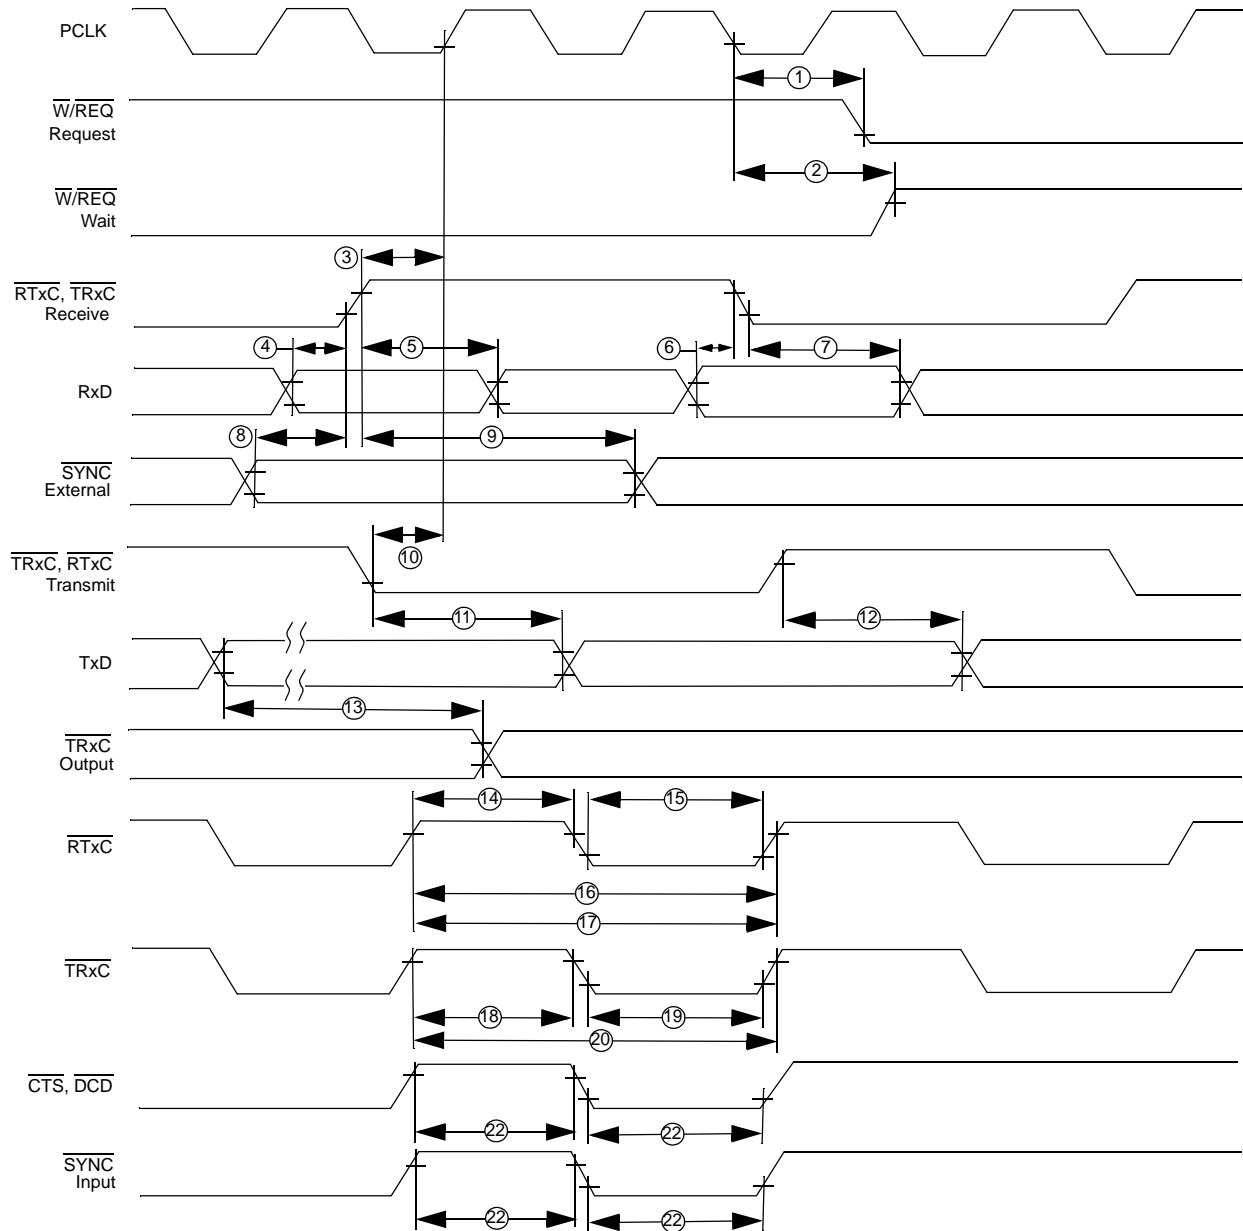 PCLK
1
W/REQ
Request
2
W/REQ
Wait
3
RTxC, TRxC
Receive
4
5
6
7
RxD
8
9
SYNC
External
10
TRxC, RTxC
Transmit
11
12
TxD
13
TRxC
Output
14
15
RTxC
16
17
TRxC
18
19
20
CTS, DCD
22
22
SYNC
Input
22
22